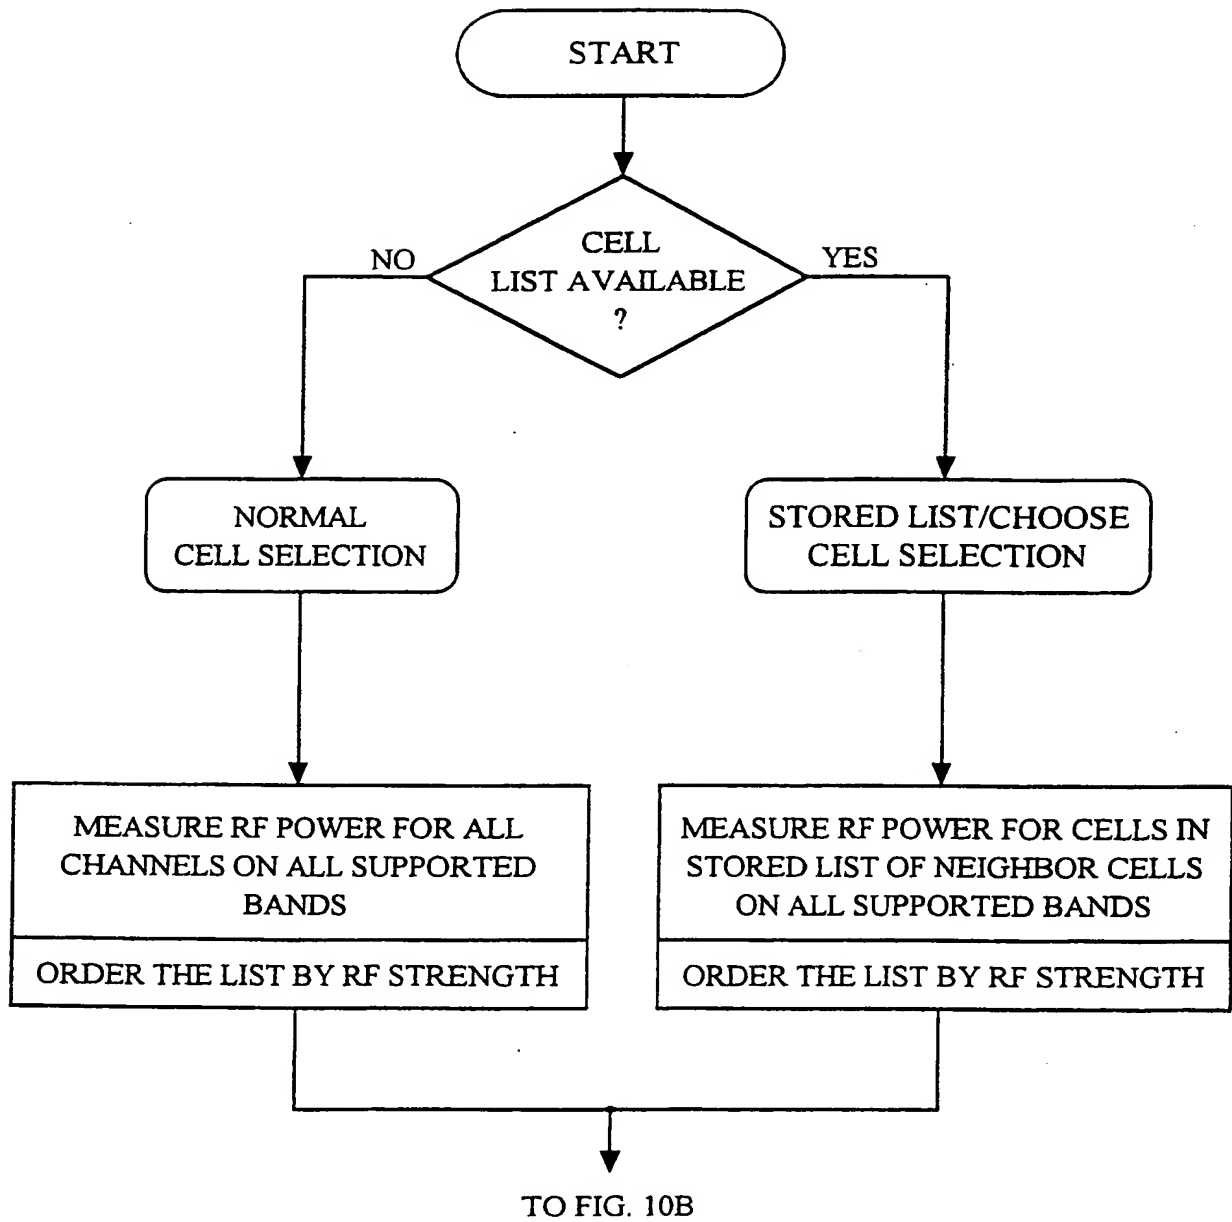 START
CELL
LIST AVAILABLE
?
NO
YES
NORMAL
CELL SELECTION
STORED LIST/CHOOSE
CELL SELECTION
MEASURE RF POWER FOR ALL
CHANNELS ON ALL SUPPORTED
BANDS
ORDER THE LIST BY RF STRENGTH
MEASURE RF POWER FOR CELLS IN
STORED LIST OF NEIGHBOR CELLS
ON ALL SUPPORTED BANDS
ORDER THE LIST BY RF STRENGTH
TO FIG. 10B